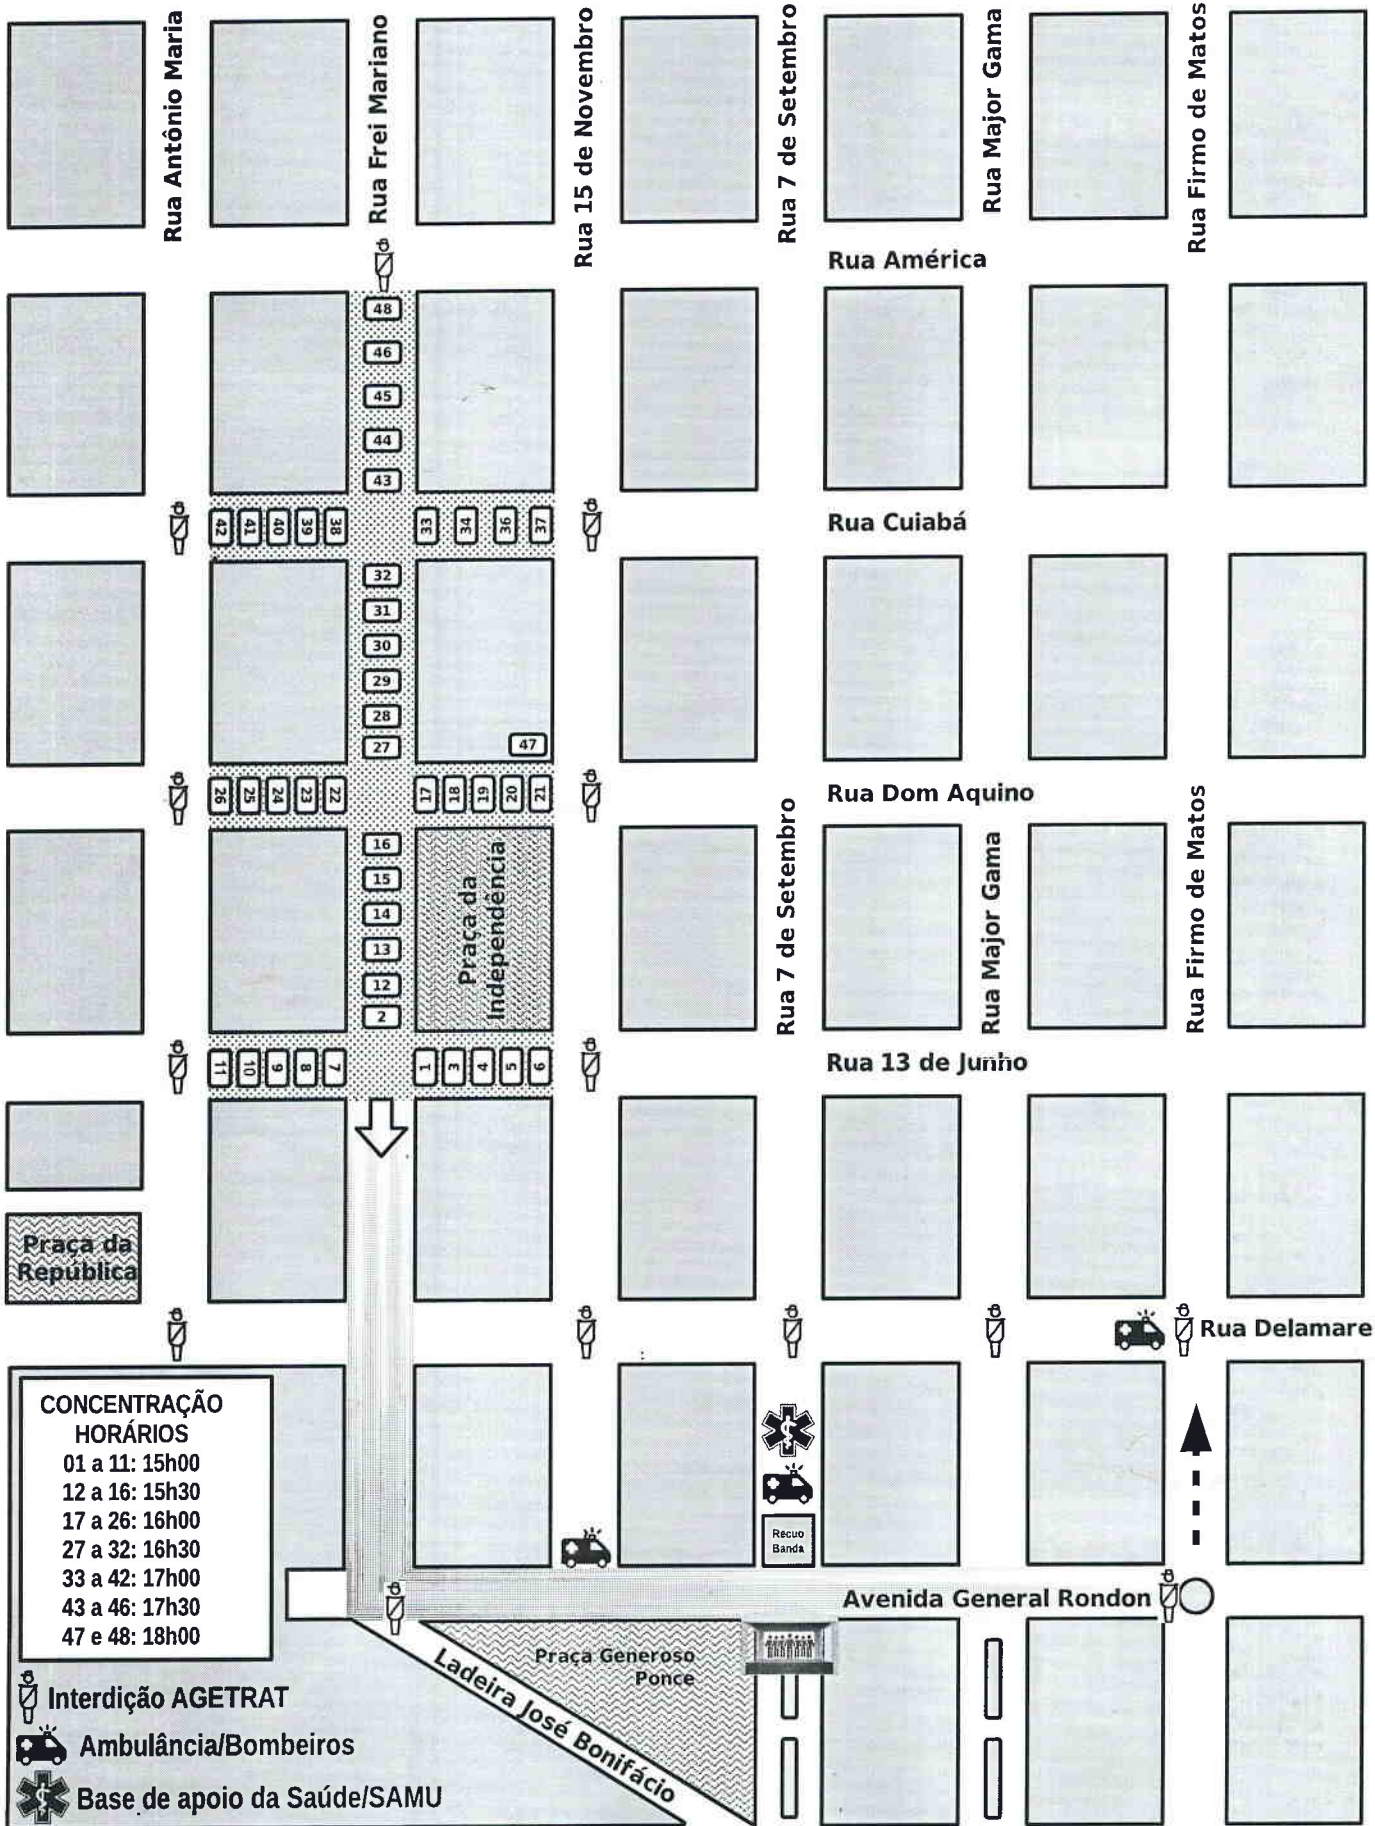 Rua Antônio Maria
Rua Frei Mariano
Rua 15 de Novembro
Rua 7 de Setembro
Rua Major Gama
Rua Firmo de Matos
Rua América
48
46
45
44
43
42
41
40
39
38
33
34
36
37
Rua Cuiabá
32
31
30
29
28
27
47
26
25
24
23
22
17
18
19
20
21
Rua Dom Aquino
16
15
14
13
12
2
Praça da
Independência
Rua 7 de Setembro
Rua Major Gama
Rua Firmo de Matos
11
10
9
8
7
1
3
4
5
6
Rua 13 de Junho
Praça da
República
Rua Delamare
CONCENTRAÇÃO
HORÁRIOS
01 a 11: 15h00
12 a 16: 15h30
17 a 26: 16h00
27 a 32: 16h30
33 a 42: 17h00
43 a 46: 17h30
47 e 48: 18h00
Recuo
Banda
Avenida General Rondon
Praça Generoso
Ponce
Ladeira José Bonifácio
Interdição AGETRAT
Ambulância/Bombeiros
Base de apoio da Saúde/SAMU